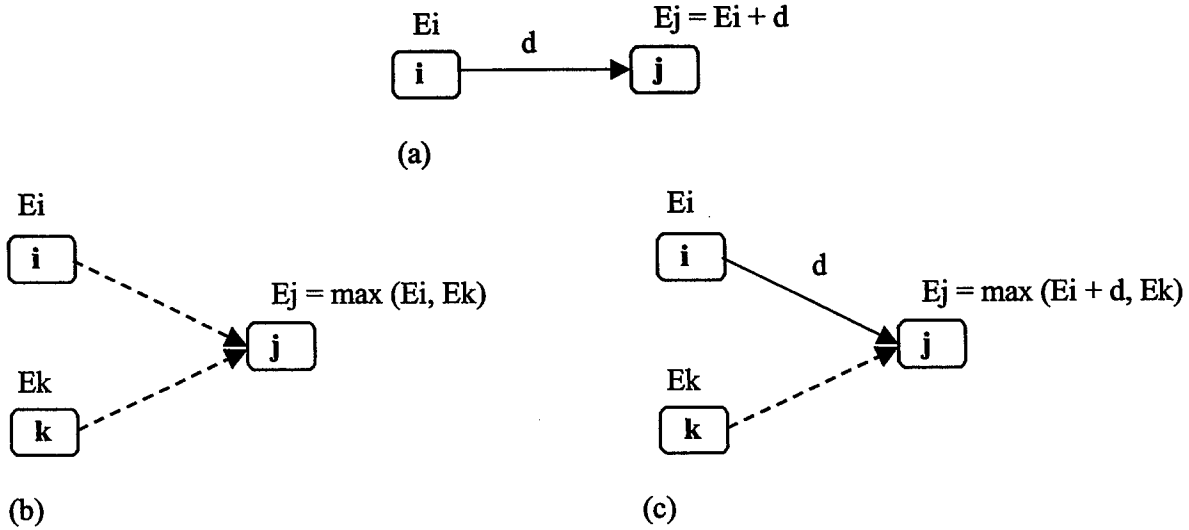 Ei
d
Ej = Ei + d
i
j
(a)
Ei
i
Ej = max (Ei, Ek)
j
Ek
k
(b)
Ei
i
d
Ej = max (Ei + d, Ek)
j
Ek
k
(c)